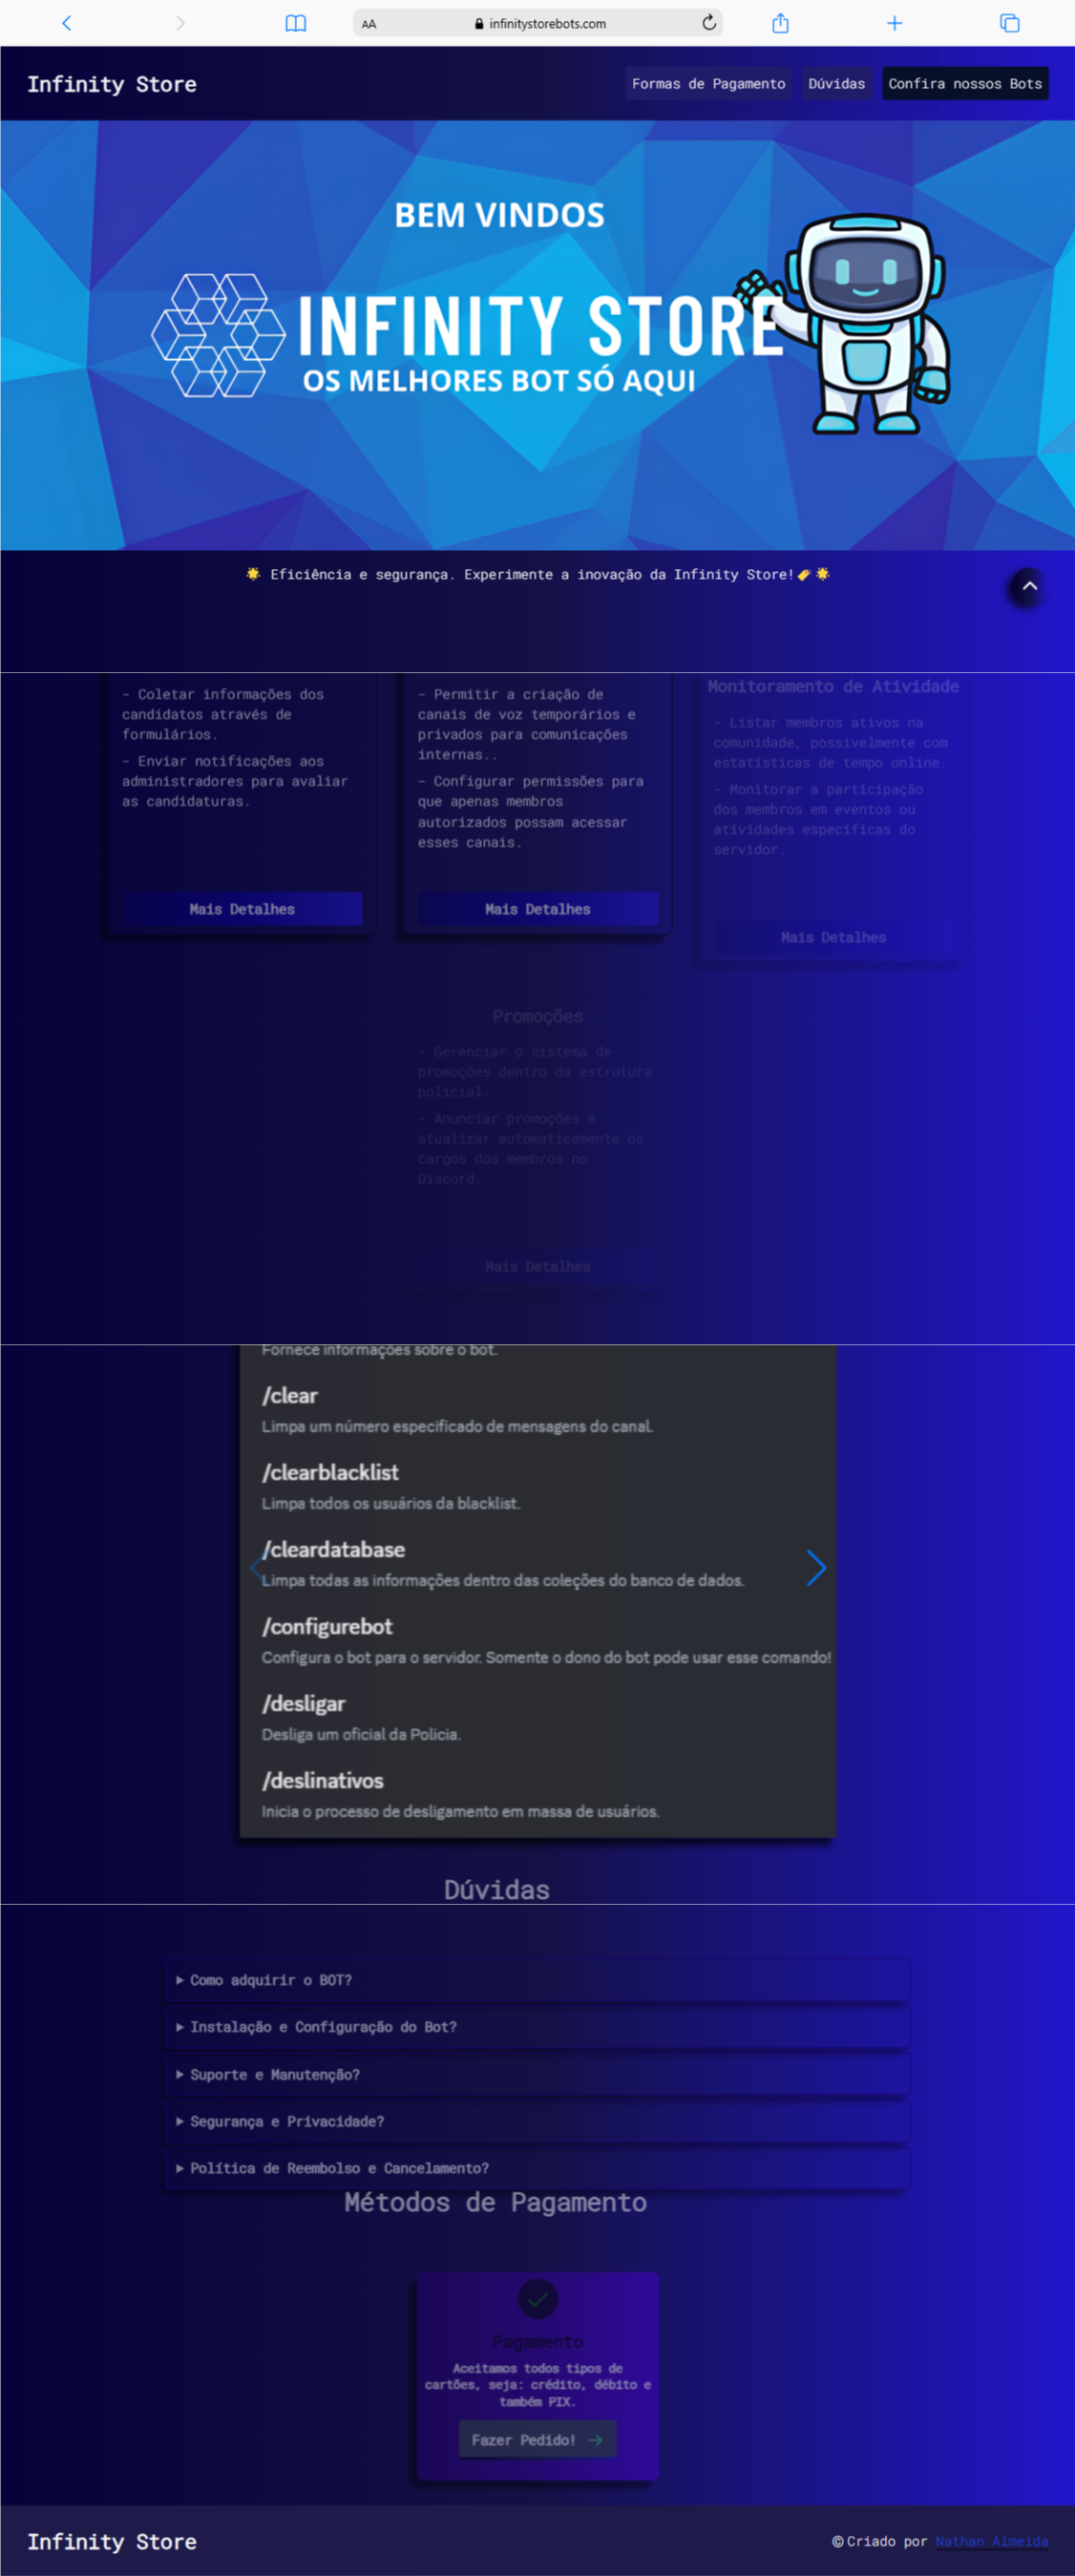 AA
infinitystorebots.com
Infinity Store
Formas de Pagamento
Dúvidas
Confira nossos Bots
BEM VINDOS
INFINITY STORE
OS MELHORES BOT SÓ AQUI
🌟 Eficiência e segurança. Experimente a inovação da Infinity Store!🏷️🌟
- Coletar informações dos
candidatos através de
formulários.
- Enviar notificações aos
administradores para avaliar
as candidaturas.
Mais Detalhes
- Permitir a criação de
canais de voz temporários e
privados para comunicações
internas..
- Configurar permissões para
que apenas membros
autorizados possam acessar
esses canais.
Mais Detalhes
Monitoramento de Atividade
- Listar membros ativos na
comunidade, possivelmente com
estatísticas de tempo online.
- Monitorar a participação
dos membros em eventos ou
atividades específicas do
servidor.
Mais Detalhes
Promoções
- Gerenciar o sistema de
promoções dentro da estrutura
policial.
- Anunciar promoções e
atualizar automaticamente os
cargos dos membros no
Discord.
Mais Detalhes
Fornece informações sobre o bot.
/clear
Limpa um número especificado de mensagens do canal.
/clearblacklist
Limpa todos os usuários da blacklist.
/cleardatabase
Limpa todas as informações dentro das coleções do banco de dados.
/configurebot
Configura o bot para o servidor. Somente o dono do bot pode usar esse comando!
/desligar
Desliga um oficial da Policia.
/deslinativos
Inicia o processo de desligamento em massa de usuários.
Dúvidas
▶ Como adquirir o BOT?
▶ Instalação e Configuração do Bot?
▶ Suporte e Manutenção?
▶ Segurança e Privacidade?
▶ Política de Reembolso e Cancelamento?
Métodos de Pagamento
Pagamento
Aceitamos todos tipos de
cartões, seja: crédito, débito e
também PIX.
Fazer Pedido! →
Infinity Store
© Criado por Nathan Almeida